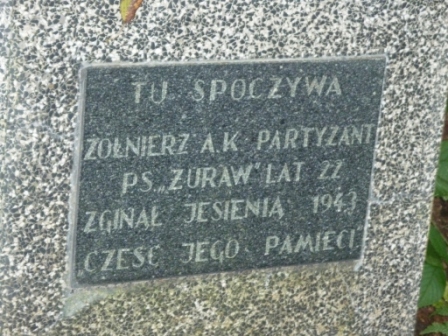 TU SPOCZYWA
ŻOŁNIERZ A.K PARTYZANT
PS. „ŻURAW" LAT 22
ZGINĄŁ JESIENIĄ 1943
CZEŚĆ JEGO PAMIĘCI